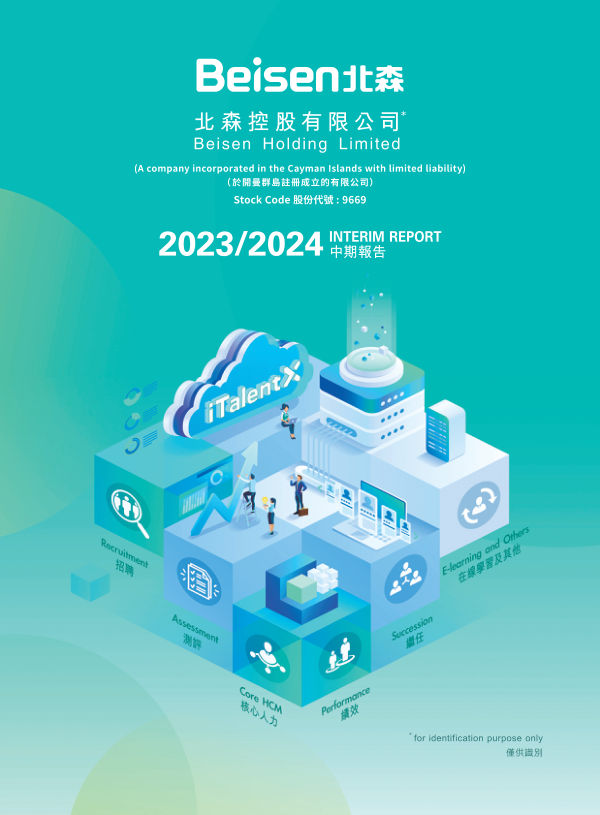 Beisen北森
北森控股有限公司*
Beisen Holding Limited
(A company incorporated in the Cayman Islands with limited liability)
（於開曼群島註冊成立的有限公司）
Stock Code 股份代號 : 9669
2023/2024 INTERIM REPORT
中期報告
iTalentX
Recruitment
招聘
Assessment
測評
Core HCM
核心人力
Performance
績效
Succession
繼任
E-learning and Others
在線學習及其他
* for identification purpose only
僅供識別